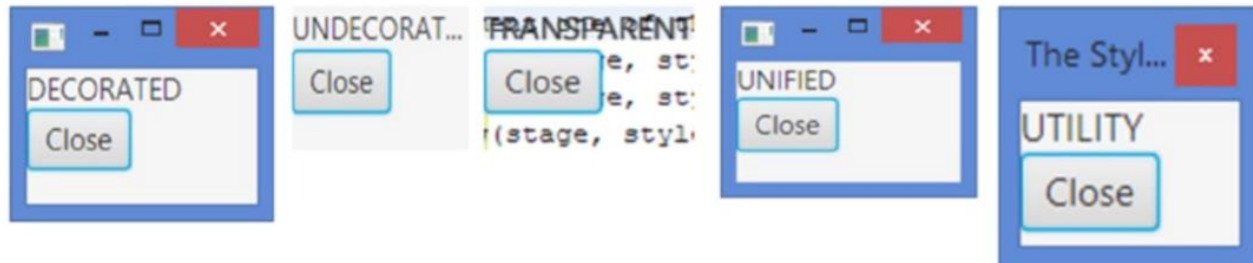 DECORATED
Close
UNDECORAT...
Close
TRANSPARENT
Close
e, st
e, st
(stage, styl
UNIFIED
Close
The Styl...
UTILITY
Close